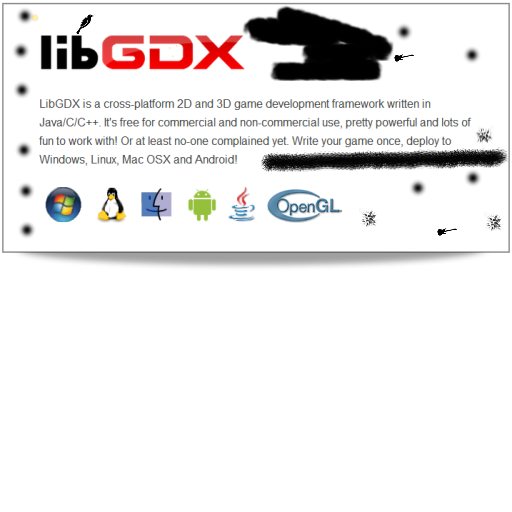 libGDX
LibGDX is a cross-platform 2D and 3D game development framework written in
Java/C/C++. It's free for commercial and non-commercial use, pretty powerful and lots of
fun to work with! Or at least no-one complained yet. Write your game once, deploy to
Windows, Linux, Mac OSX and Android!
OpenGL